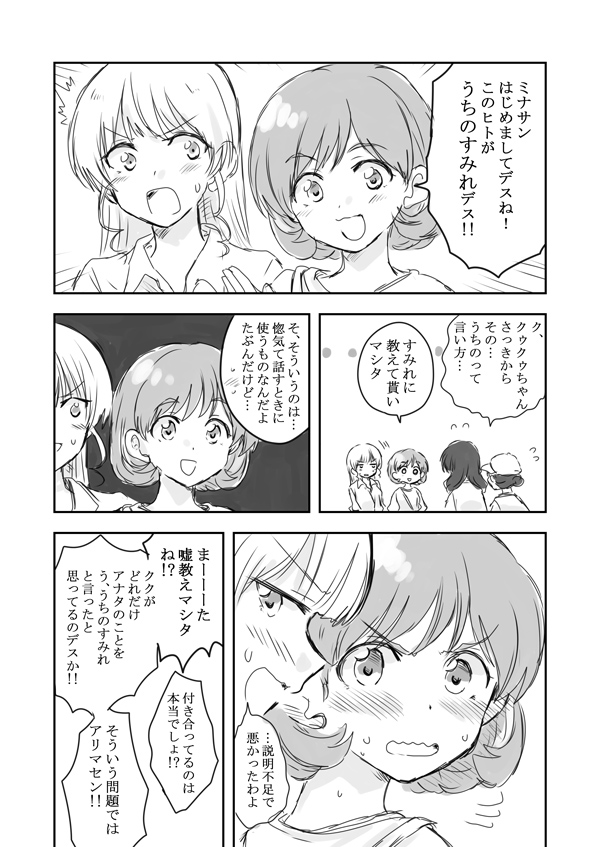 ミナサン
はじめましてデスね！
このヒトが
うちのすみれデス!!
ク、
クゥクゥちゃん
さっきから
その…
うちのって
言い方…
すみれに
教えて貰い
マシタ
そ、そういうのは…
惚気て話すときに
使うものなんだよ
たぶんだけど…
…説明不足で
悪かったわよ
まーーーた
嘘教えマシタ
ね!?
ククが
どれだけ
アナタのことを
う、うちのすみれ
と言ったと
思ってるのデスか!!
付き合ってるのは
本当でしょ!?
そういう問題では
アリマセン!!